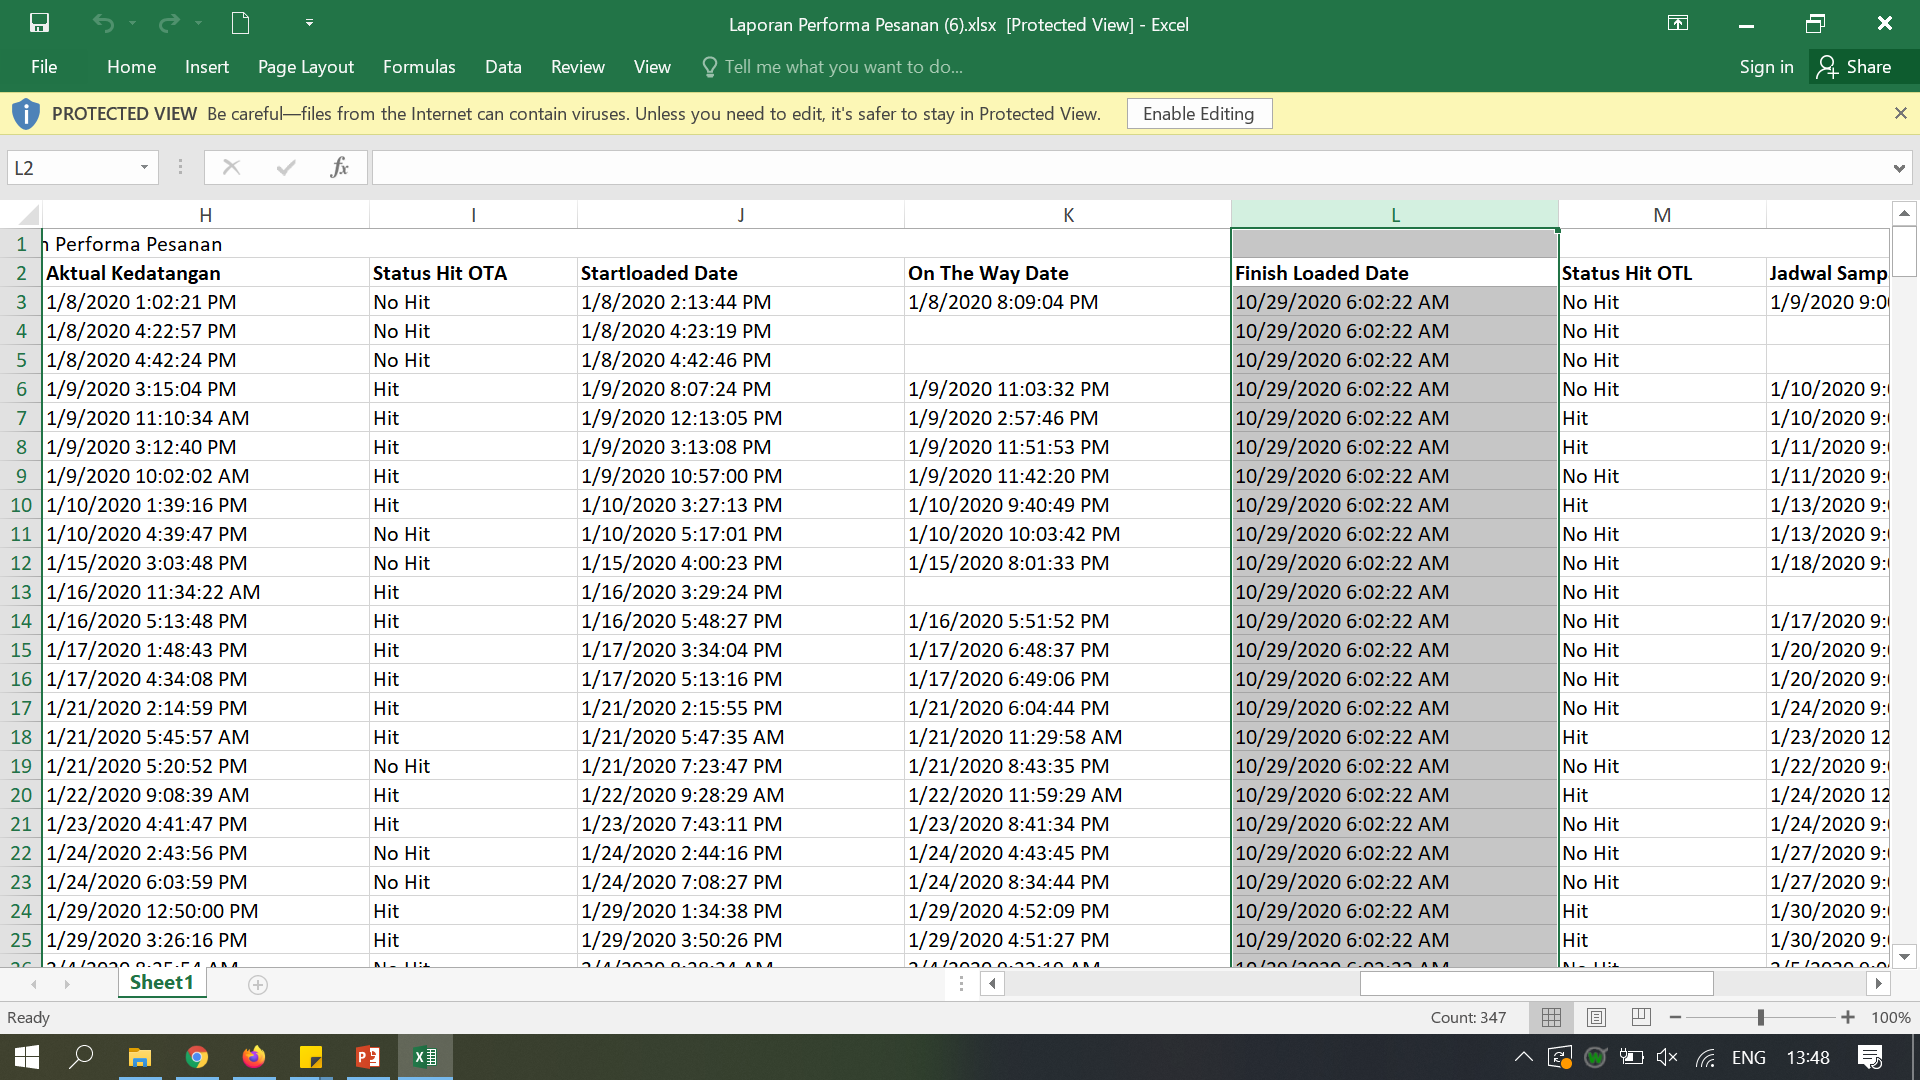 Laporan Performa Pesanan (6).xlsx [Protected View] - Excel
File Home Insert Page Layout Formulas Data Review View Tell me what you want to do... Sign in Share
PROTECTED VIEW Be careful—files from the Internet can contain viruses. Unless you need to edit, it's safer to stay in Protected View. Enable Editing
L2 fx
H I J K L M
1 n Performa Pesanan
2 Aktual Kedatangan Status Hit OTA Startloaded Date On The Way Date Finish Loaded Date Status Hit OTL Jadwal Samp
3 1/8/2020 1:02:21 PM No Hit 1/8/2020 2:13:44 PM 1/8/2020 8:09:04 PM 10/29/2020 6:02:22 AM No Hit 1/9/2020 9:0
4 1/8/2020 4:22:57 PM No Hit 1/8/2020 4:23:19 PM 10/29/2020 6:02:22 AM No Hit
5 1/8/2020 4:42:24 PM No Hit 1/8/2020 4:42:46 PM 10/29/2020 6:02:22 AM No Hit
6 1/9/2020 3:15:04 PM Hit 1/9/2020 8:07:24 PM 1/9/2020 11:03:32 PM 10/29/2020 6:02:22 AM No Hit 1/10/2020 9:
7 1/9/2020 11:10:34 AM Hit 1/9/2020 12:13:05 PM 1/9/2020 2:57:46 PM 10/29/2020 6:02:22 AM Hit 1/10/2020 9:
8 1/9/2020 3:12:40 PM Hit 1/9/2020 3:13:08 PM 1/9/2020 11:51:53 PM 10/29/2020 6:02:22 AM Hit 1/11/2020 9:
9 1/9/2020 10:02:02 AM Hit 1/9/2020 10:57:00 PM 1/9/2020 11:42:20 PM 10/29/2020 6:02:22 AM No Hit 1/11/2020 9:
10 1/10/2020 1:39:16 PM Hit 1/10/2020 3:27:13 PM 1/10/2020 9:40:49 PM 10/29/2020 6:02:22 AM Hit 1/13/2020 9:
11 1/10/2020 4:39:47 PM No Hit 1/10/2020 5:17:01 PM 1/10/2020 10:03:42 PM 10/29/2020 6:02:22 AM No Hit 1/13/2020 9:
12 1/15/2020 3:03:48 PM No Hit 1/15/2020 4:00:23 PM 1/15/2020 8:01:33 PM 10/29/2020 6:02:22 AM No Hit 1/18/2020 9:
13 1/16/2020 11:34:22 AM Hit 1/16/2020 3:29:24 PM 10/29/2020 6:02:22 AM No Hit
14 1/16/2020 5:13:48 PM Hit 1/16/2020 5:48:27 PM 1/16/2020 5:51:52 PM 10/29/2020 6:02:22 AM No Hit 1/17/2020 9:
15 1/17/2020 1:48:43 PM Hit 1/17/2020 3:34:04 PM 1/17/2020 6:48:37 PM 10/29/2020 6:02:22 AM No Hit 1/20/2020 9:
16 1/17/2020 4:34:08 PM Hit 1/17/2020 5:13:16 PM 1/17/2020 6:49:06 PM 10/29/2020 6:02:22 AM No Hit 1/20/2020 9:
17 1/21/2020 2:14:59 PM Hit 1/21/2020 2:15:55 PM 1/21/2020 6:04:44 PM 10/29/2020 6:02:22 AM No Hit 1/24/2020 9:
18 1/21/2020 5:45:57 AM Hit 1/21/2020 5:47:35 AM 1/21/2020 11:29:58 AM 10/29/2020 6:02:22 AM Hit 1/23/2020 12
19 1/21/2020 5:20:52 PM No Hit 1/21/2020 7:23:47 PM 1/21/2020 8:43:35 PM 10/29/2020 6:02:22 AM No Hit 1/22/2020 9:
20 1/22/2020 9:08:39 AM Hit 1/22/2020 9:28:29 AM 1/22/2020 11:59:29 AM 10/29/2020 6:02:22 AM Hit 1/24/2020 12
21 1/23/2020 4:41:47 PM Hit 1/23/2020 7:43:11 PM 1/23/2020 8:41:34 PM 10/29/2020 6:02:22 AM No Hit 1/24/2020 9:
22 1/24/2020 2:43:56 PM No Hit 1/24/2020 2:44:16 PM 1/24/2020 4:43:45 PM 10/29/2020 6:02:22 AM No Hit 1/27/2020 9:
23 1/24/2020 6:03:59 PM No Hit 1/24/2020 7:08:27 PM 1/24/2020 8:34:44 PM 10/29/2020 6:02:22 AM No Hit 1/27/2020 9:
24 1/29/2020 12:50:00 PM Hit 1/29/2020 1:34:38 PM 1/29/2020 4:52:09 PM 10/29/2020 6:02:22 AM Hit 1/30/2020 9:
25 1/29/2020 3:26:16 PM Hit 1/29/2020 3:50:26 PM 1/29/2020 4:51:27 PM 10/29/2020 6:02:22 AM Hit 1/30/2020 9:
Sheet1
Ready Count: 347 100%
ENG 13:48